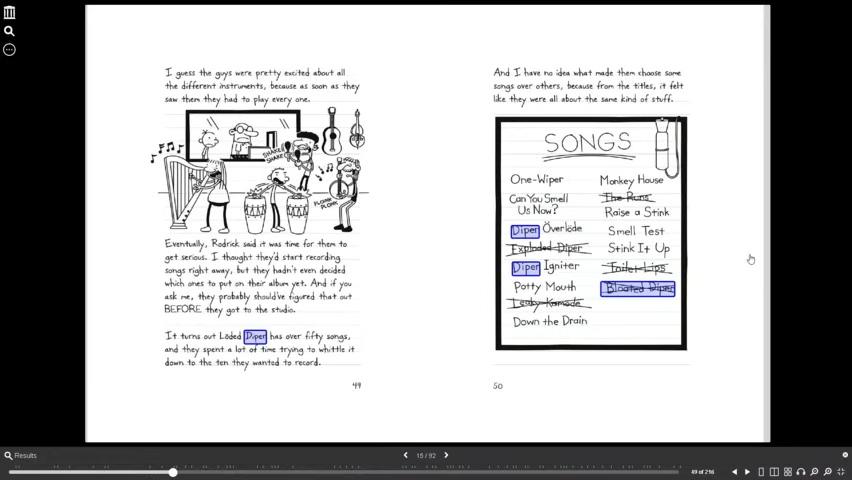 I guess the guys were pretty excited about all
the different instruments, because as soon as they
saw them they had to play every one.
SHAKE
SHAKE
PLONK
PLONK
Eventually, Rodrick said it was time for them to
get serious. I thought they'd start recording
songs right away, but they hadn't even decided
which ones to put on their album yet. And if you
ask me, they probably should've figured that out
BEFORE they got to the studio.
It turns out Löded Diper has over fifty songs,
and they spent a lot of time trying to whittle it
down to the ten they wanted to record.
49
And I have no idea what made them choose some
songs over others, because from the titles, it felt
like they were all about the same kind of stuff.
SONGS
One-Wiper
Can You Smell
Us Now?
Diper Överlöde
Exploded Diper
Diper Igniter
Potty Mouth
Leaky Komode
Down the Drain
Monkey House
The Runs
Raise a Stink
Smell Test
Stink It Up
Toilet Lips
Bloated Diper
50
Results
15 / 92
49 of 216